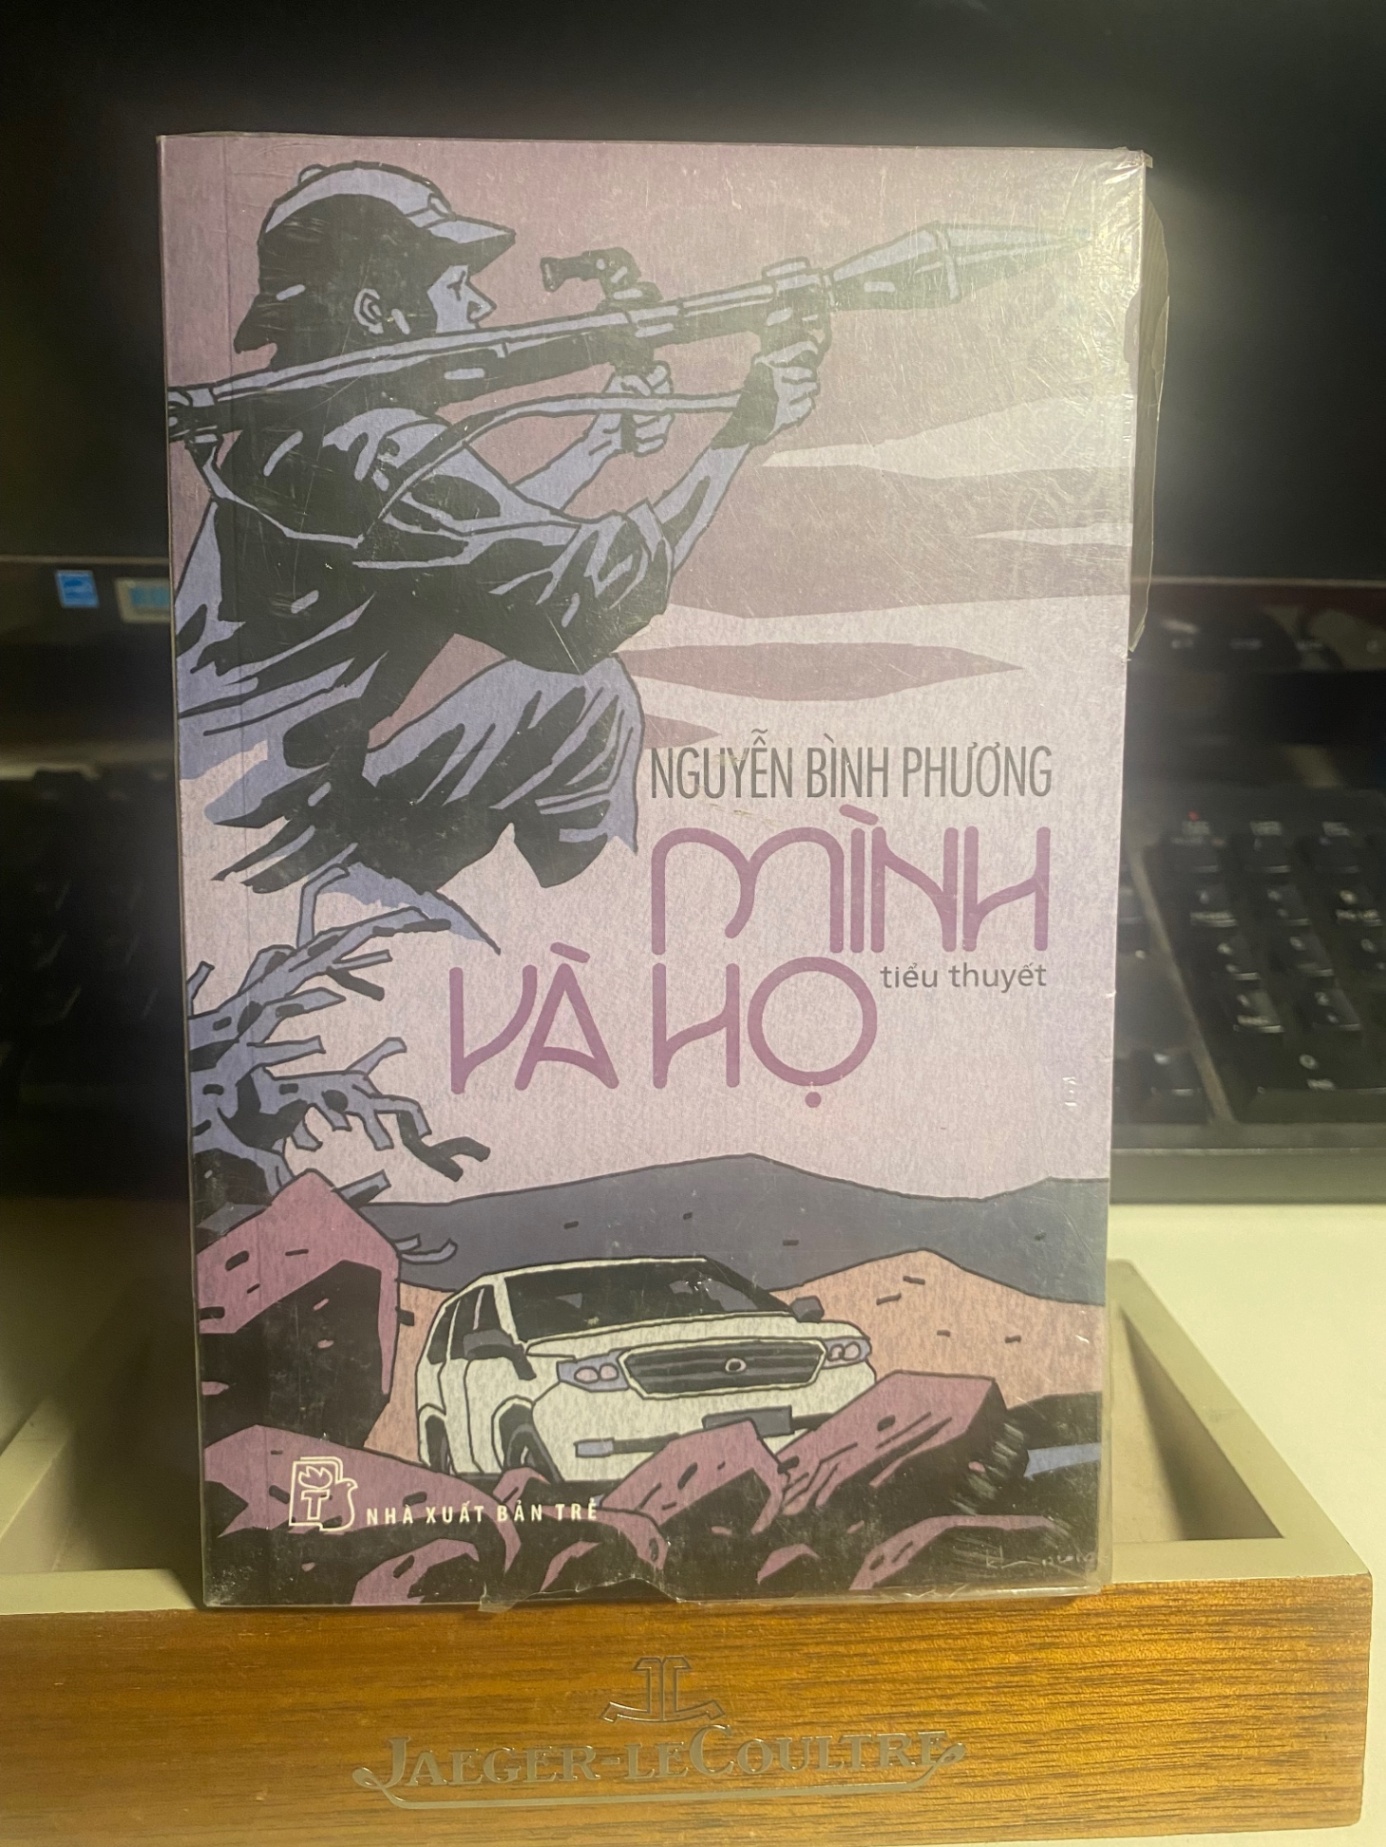 NGUYỄN BÌNH PHƯƠNG
MÌNH
VÀ HỌ
tiểu thuyết
NHÀ XUẤT BẢN TRẺ
JAEGER-LECOULTRE